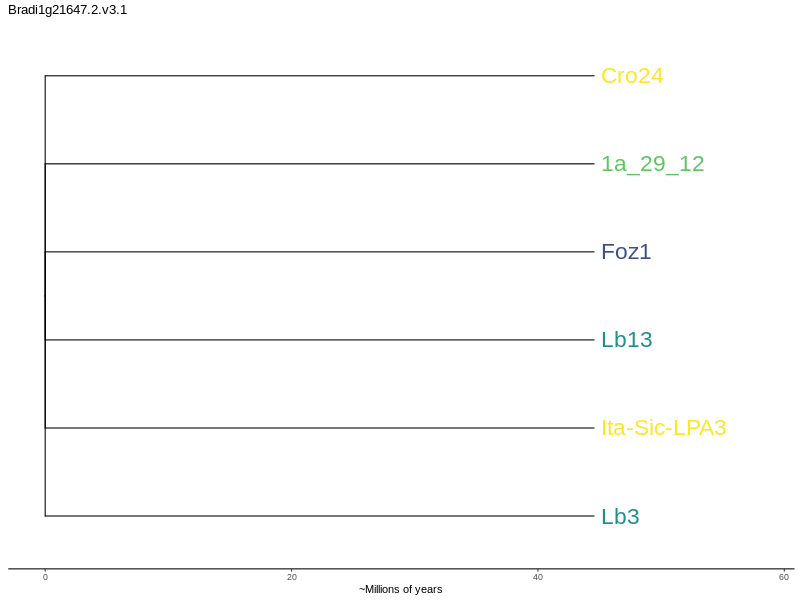 Bradi1g21647.2.v3.1
Cro24
1a_29_12
Foz1
Lb13
Ita-Sic-LPA3
Lb3
0 20 40 60
~Millions of years